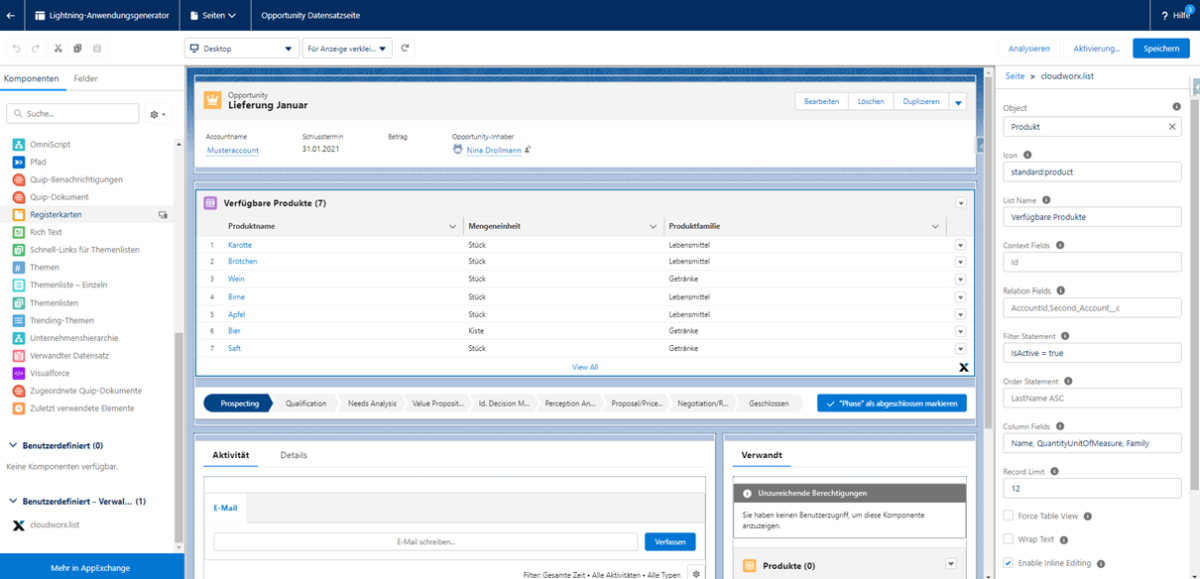 Lightning-Anwendungsgenerator
Seiten
Opportunity Datensatzseite
? Hilfe
Desktop
Für Anzeige verklei...
Analysieren
Aktivierung...
Speichern
Komponenten
Felder
Suche...
OmniScript
Pfad
Quip-Benachrichtigungen
Quip-Dokument
Registerkarten
Rich Text
Schnell-Links für Themenlisten
Themen
Themenliste – Einzeln
Themenlisten
Trending-Themen
Unternehmenshierarchie
Verwandter Datensatz
Visualforce
Zugeordnete Quip-Dokumente
Zuletzt verwendete Elemente
Benutzerdefiniert (0)
Keine Komponenten verfügbar.
Benutzerdefiniert – Verwal... (1)
cloudworx.list
Mehr in AppExchange
Opportunity
Lieferung Januar
Bearbeiten
Löschen
Duplizieren
Accountname
Schlusstermin
Betrag
Opportunity-Inhaber
Musteraccount
31.01.2021
Nina Drollmann
Verfügbare Produkte (7)
Produktname Mengeneinheit Produktfamilie
1 Karotte Stück Lebensmittel
2 Brötchen Stück Lebensmittel
3 Wein Stück Getränke
4 Birne Stück Lebensmittel
5 Apfel Stück Lebensmittel
6 Bier Kiste Getränke
7 Saft Stück Getränke
View All
Prospecting
Qualification
Needs Analysis
Value Proposit...
Id. Decision M...
Perception An...
Proposal/Price...
Negotiation/R...
Geschlossen
"Phase" als abgeschlossen markieren
Aktivität
Details
E-Mail
E-Mail schreiben...
Verfassen
Filter: Gesamte Zeit • Alle Aktivitäten • Alle Typen
Verwandt
Unzureichende Berechtigungen
Sie haben keinen Benutzerzugriff, um diese Komponente
anzuzeigen.
Produkte (0)
Seite > cloudworx.list
Object
Produkt
Icon
standard:product
List Name
Verfügbare Produkte
Context Fields
Id
Relation Fields
AccountId,Second_Account__c
Filter Statement
IsActive = true
Order Statement
LastName ASC
Column Fields
Name, QuantityUnitOfMeasure, Family
Record Limit
12
Force Table View
Wrap Text
Enable Inline Editing